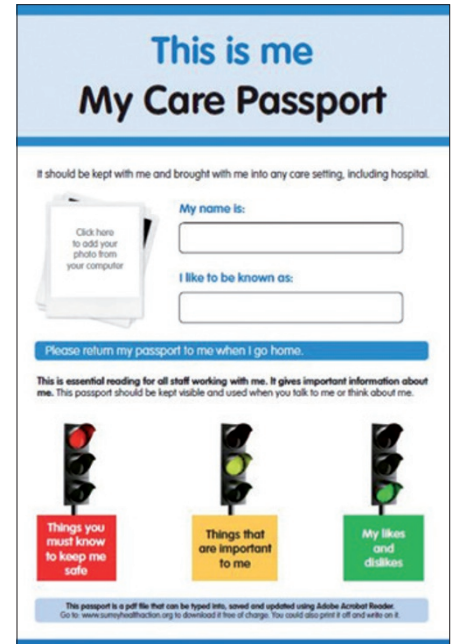 This is me
My Care Passport
It should be kept with me and brought with me into any care setting, including hospital.
Click here
to add your
photo from
your computer
My name is:
I like to be known as:
Please return my passport to me when I go home.
This is essential reading for all staff working with me. It gives important information about
me. This passport should be kept visible and used when you talk to me or think about me.
Things you
must know
to keep me
safe
Things that
are important
to me
My likes
and
dislikes
This passport is a pdf file that can be typed into, saved and updated using Adobe Acrobat Reader.
Go to: www.surreyhealthaction.org to download it free of charge. You could also print it off and write on it.